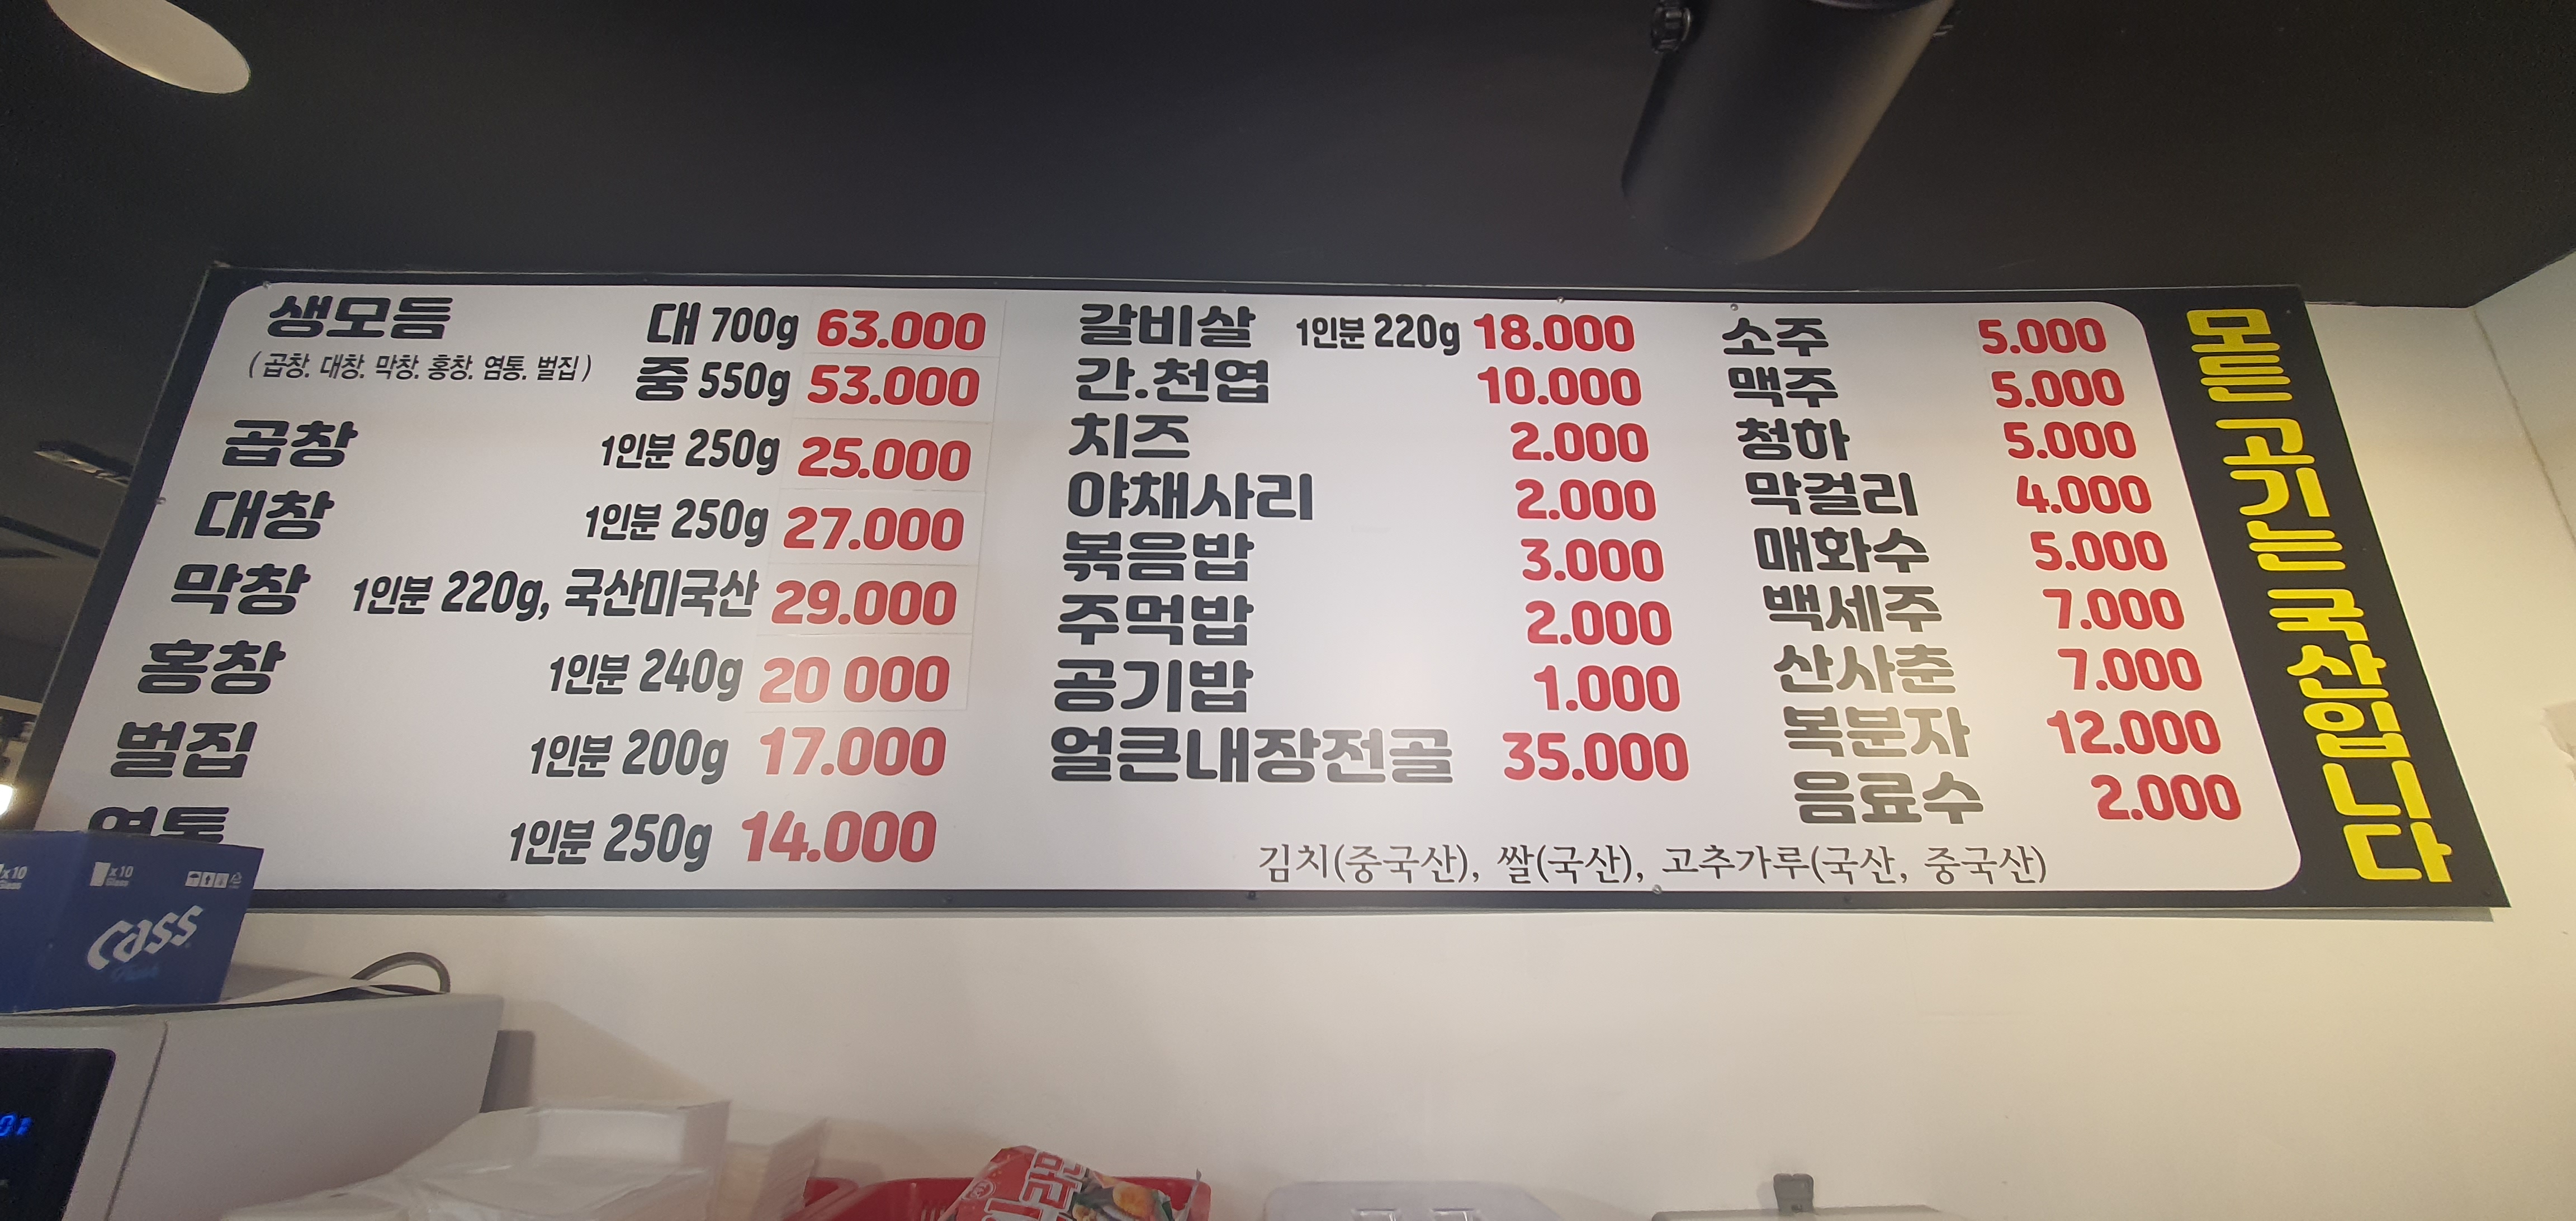 생모듬 대 700g 63.000
( 곱창. 대창. 막창. 홍창. 염통. 벌집 ) 중 550g 53.000
곱창 1인분 250g 25.000
대창 1인분 250g 27.000
막창 1인분 220g, 국산미국산 29.000
홍창 1인분 240g 20 000
벌집 1인분 200g 17.000
염통 1인분 250g 14.000
갈비살 1인분 220g 18.000
간.천엽 10.000
치즈 2.000
야채사리 2.000
볶음밥 3.000
주먹밥 2.000
공기밥 1.000
얼큰내장전골 35.000
소주 5.000
맥주 5.000
청하 5.000
막걸리 4.000
매화수 5.000
백세주 7.000
산사춘 7.000
복분자 12.000
음료수 2.000
김치(중국산), 쌀(국산), 고추가루(국산, 중국산)
모든 고기는 국산입니다
x10
Glass
x10
Glass
Cass
Fresh